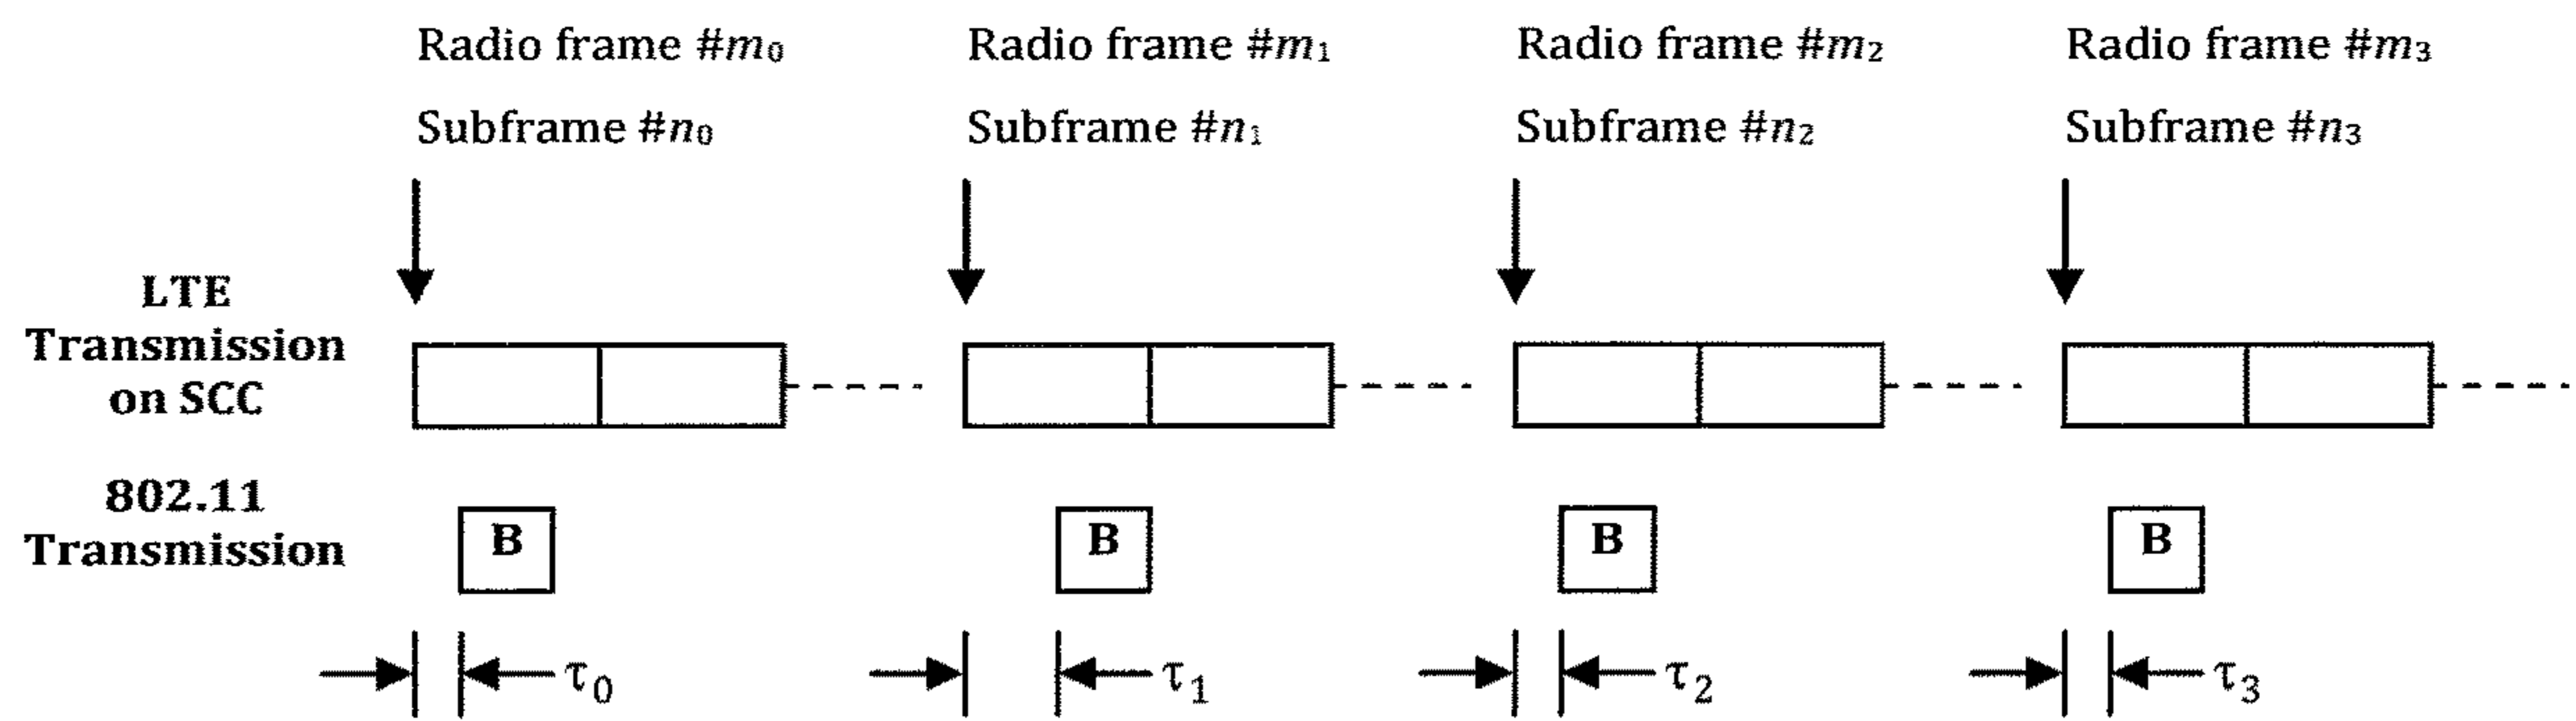 Radio frame #m₀
Subframe #n₀
Radio frame #m₁
Subframe #n₁
Radio frame #m₂
Subframe #n₂
Radio frame #m₃
Subframe #n₃
LTE
Transmission
on SCC
802.11
Transmission
B
B
B
B
τ₀
τ₁
τ₂
τ₃